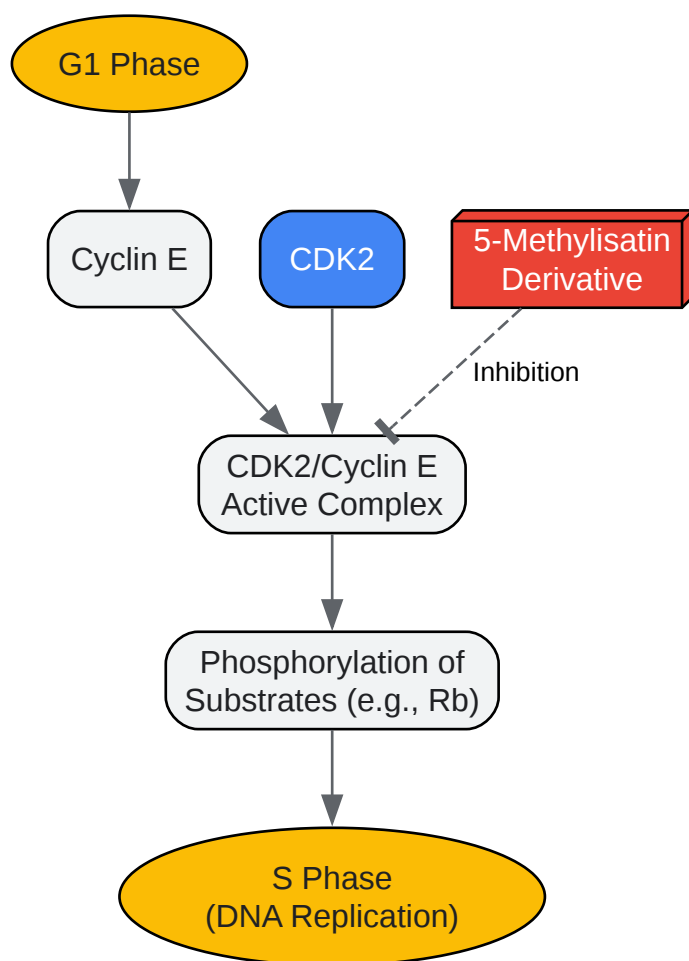 G1 Phase
Cyclin E
CDK2
5-Methylisatin
Derivative
Inhibition
CDK2/Cyclin E
Active Complex
Phosphorylation of
Substrates (e.g., Rb)
S Phase
(DNA Replication)